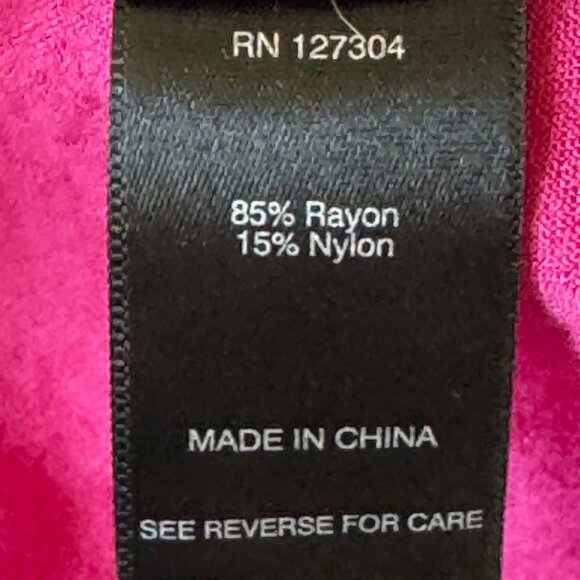 RN 127304
85% Rayon
15% Nylon
MADE IN CHINA
SEE REVERSE FOR CARE